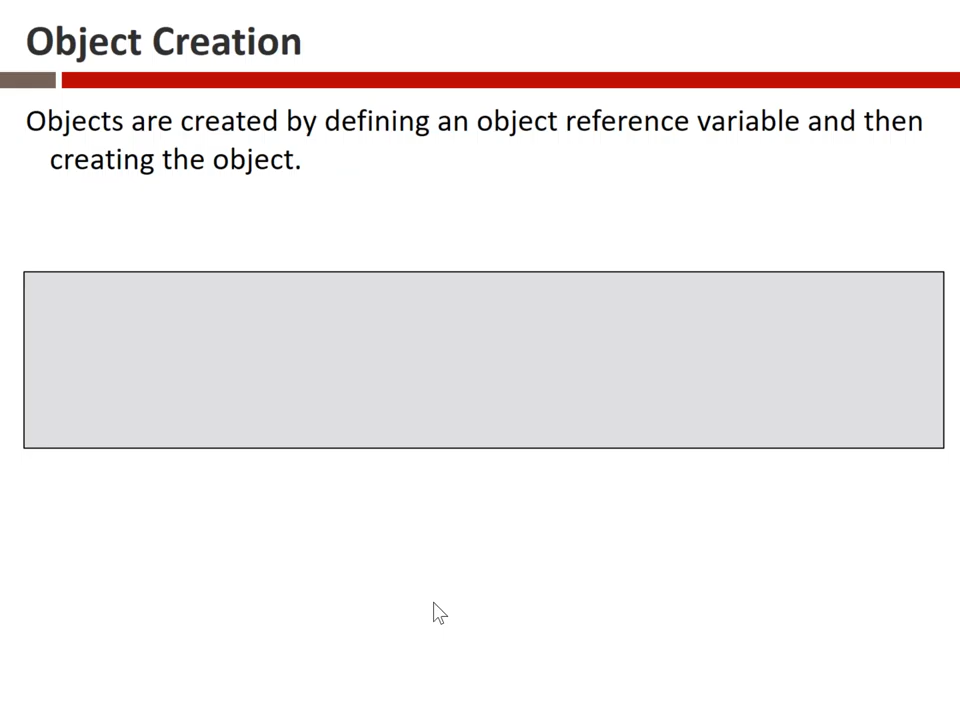 Object Creation
Objects are created by defining an object reference variable and then
creating the object.